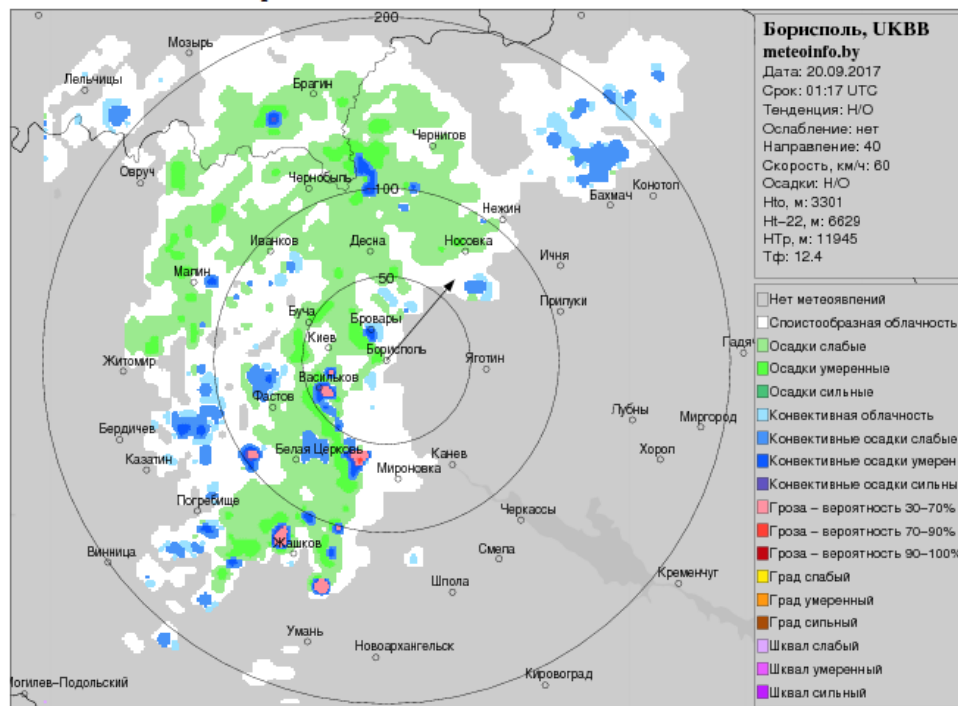 200
Мозырь
Лельчицы
Брагин
Чернигов
Овруч
Чернобыль
100
Конотоп
Бахмач
Нежин
Иванков
Десна
Носовка
Ичня
Малин
50
Прилуки
Буча
Бровары
Киев
Борисполь
Гадяч
Житомир
Яготин
Васильков
Фастов
Лубны
Миргород
Бердичев
Белая Церковь
Канев
Хорол
Казатин
Мироновка
Погребище
Черкассы
Винница
Жашков
Смела
Шпола
Кременчуг
Умань
Новоархангельск
Кировоград
Могилев-Подольский
Борисполь, UKBB
meteoinfo.by
Дата: 20.09.2017
Срок: 01:17 UTC
Тенденция: Н/О
Ослабление: нет
Направление: 40
Скорость, км/ч: 60
Осадки: Н/О
Hto, м: 3301
Ht-22, м: 6629
HTp, м: 11945
Тф: 12.4
Нет метеоявлений
Слоистообразная облачность
Осадки слабые
Осадки умеренные
Осадки сильные
Конвективная облачность
Конвективные осадки слабые
Конвективные осадки умерен
Конвективные осадки сильны
Гроза - вероятность 30-70%
Гроза - вероятность 70-90%
Гроза - вероятность 90-100%
Град слабый
Град умеренный
Град сильный
Шквал слабый
Шквал умеренный
Шквал сильный